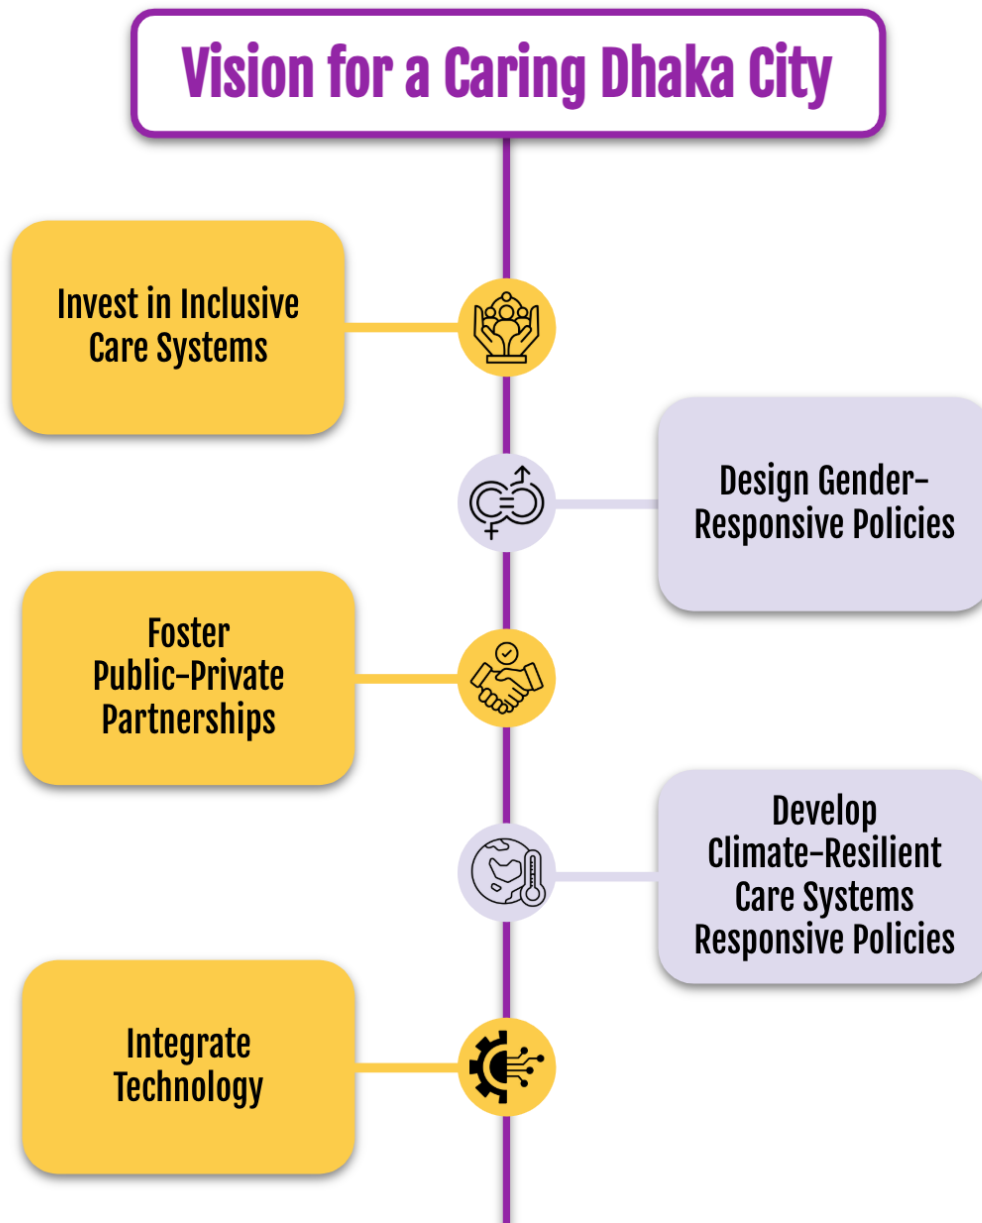 Vision for a Caring Dhaka City
Invest in Inclusive
Care Systems
Design Gender-
Responsive Policies
Foster
Public-Private
Partnerships
Develop
Climate-Resilient
Care Systems
Responsive Policies
Integrate
Technology